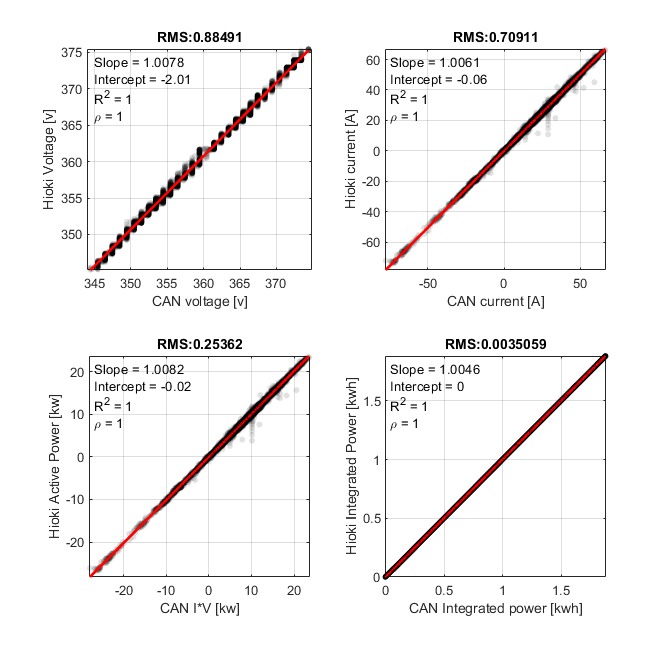 RMS:0.88491
Slope = 1.0078
Intercept = -2.01
R² = 1
ρ = 1
375
370
365
360
355
350
345
350
355
360
365
370
Hioki Voltage [v]
CAN voltage [v]
RMS:0.70911
Slope = 1.0061
Intercept = -0.06
R² = 1
ρ = 1
60
40
20
0
-20
-40
-60
-50
0
50
Hioki current [A]
CAN current [A]
RMS:0.25362
Slope = 1.0082
Intercept = -0.02
R² = 1
ρ = 1
20
10
0
-10
-20
-20
-10
0
10
20
Hioki Active Power [kw]
CAN I*V [kw]
RMS:0.0035059
Slope = 1.0046
Intercept = 0
R² = 1
ρ = 1
1.5
1
0.5
0
0
0.5
1
1.5
Hioki Integrated Power [kwh]
CAN Integrated power [kwh]